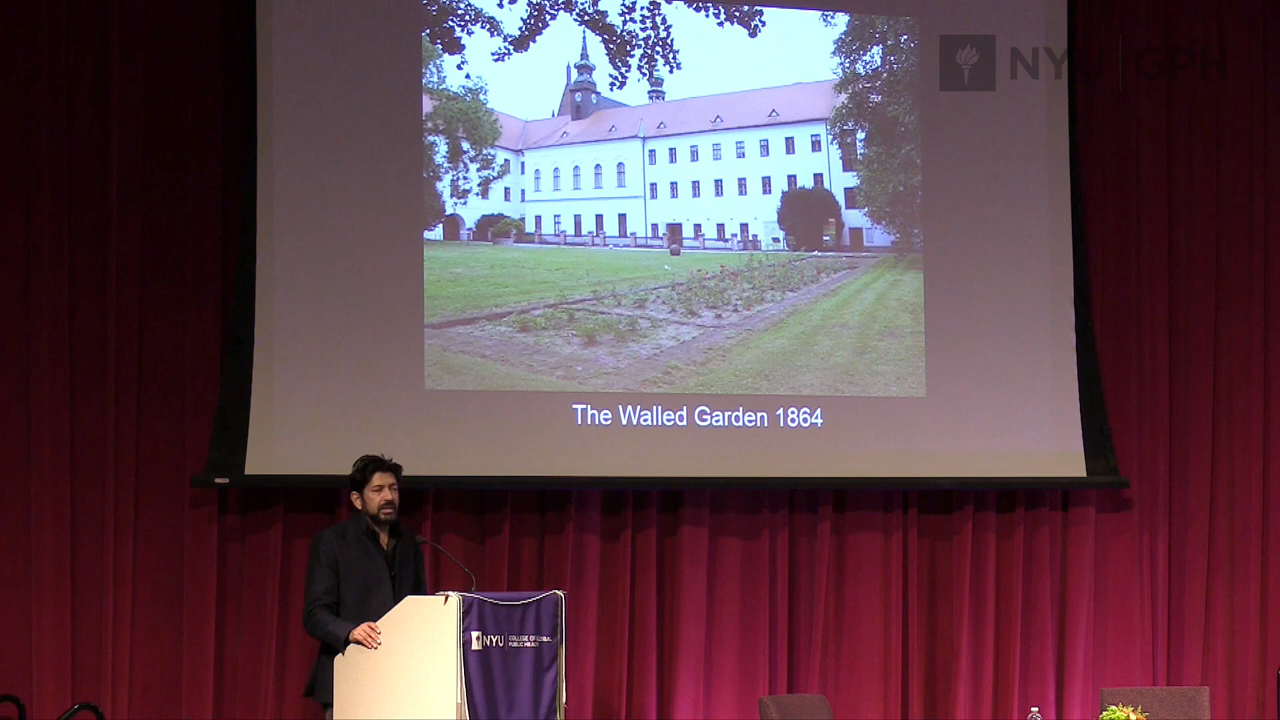 NYU | GPH
The Walled Garden 1864
NYU
COLLEGE OF GLOBAL
PUBLIC HEALTH